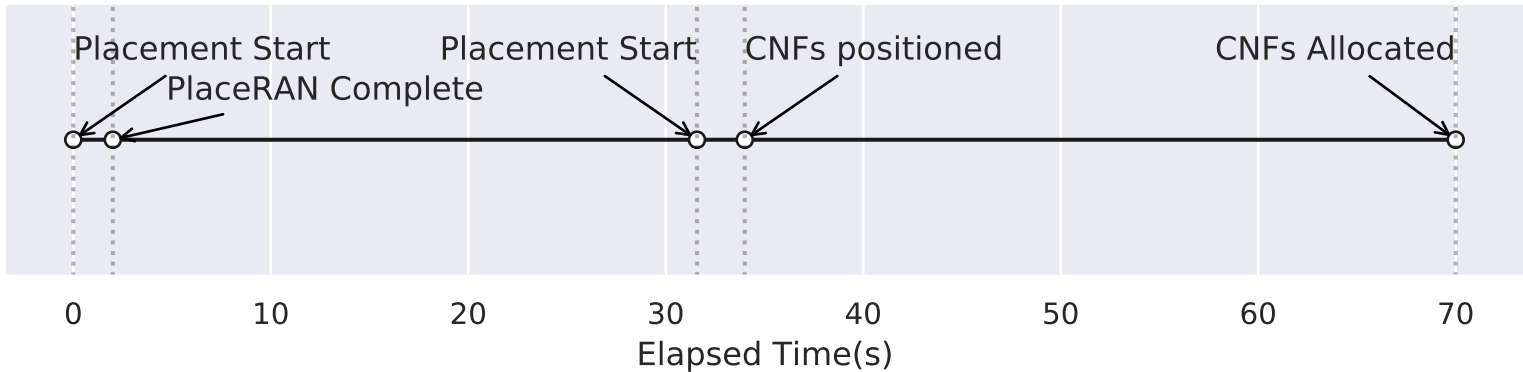 Placement Start Placement Start CNFs positioned CNFs Allocated
PlaceRAN Complete
0 10 20 30 40 50 60 70
Elapsed Time(s)